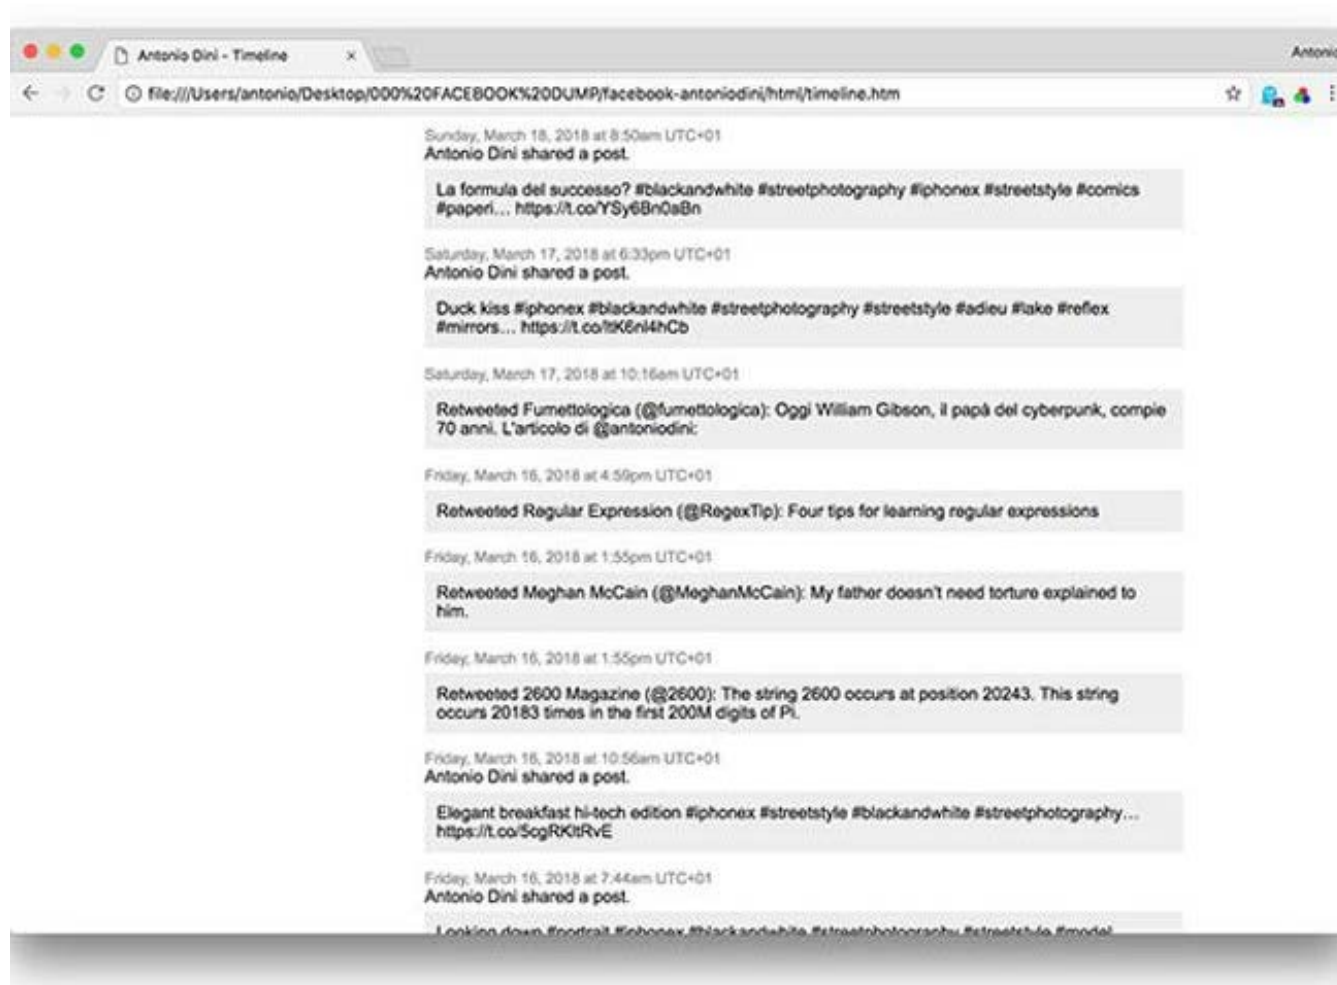 Antonio Dini - Timeline
Antonio
file:///Users/antonio/Desktop/000%20FACEBOOK%20DUMP/facebook-antoniodini/html/timeline.htm
Sunday, March 18, 2018 at 8:50am UTC+01
Antonio Dini shared a post.
La formula del successo? #blackandwhite #streetphotography #iphonex #streetstyle #comics
#paperi… https://t.co/YSy6Bn0aBn
Saturday, March 17, 2018 at 6:33pm UTC+01
Antonio Dini shared a post.
Duck kiss #iphonex #blackandwhite #streetphotography #streetstyle #adieu #lake #reflex
#mirrors…
Saturday, March 17, 2018 at 10:16am UTC+01
Retweeted Fumettologica (@fumettologica): Oggi William Gibson, il papà del cyberpunk, compie
70 anni. L'articolo di @antoniodini:
Friday, March 16, 2018 at 4:59pm UTC+01
Retweeted Regular Expression (@RegexTip): Four tips for learning regular expressions
Friday, March 16, 2018 at 1:55pm UTC+01
Retweeted Meghan McCain (@MeghanMcCain): My father doesn't need torture explained to
him.
Friday, March 16, 2018 at 1:55pm UTC+01
Retweeted 2600 Magazine (@2600): The string 2600 occurs at position 20243. This string
occurs 20183 times in the first 200M digits of Pi.
Friday, March 16, 2018 at 10:56am UTC+01
Antonio Dini shared a post.
Elegant breakfast hi-tech edition #iphonex #streetstyle #blackandwhite #streetphotography…
Friday, March 16, 2018 at 7:44am UTC+01
Antonio Dini shared a post.
Looking down #portrait #iphonex #blackandwhite #streetphotography #streetstyle #model